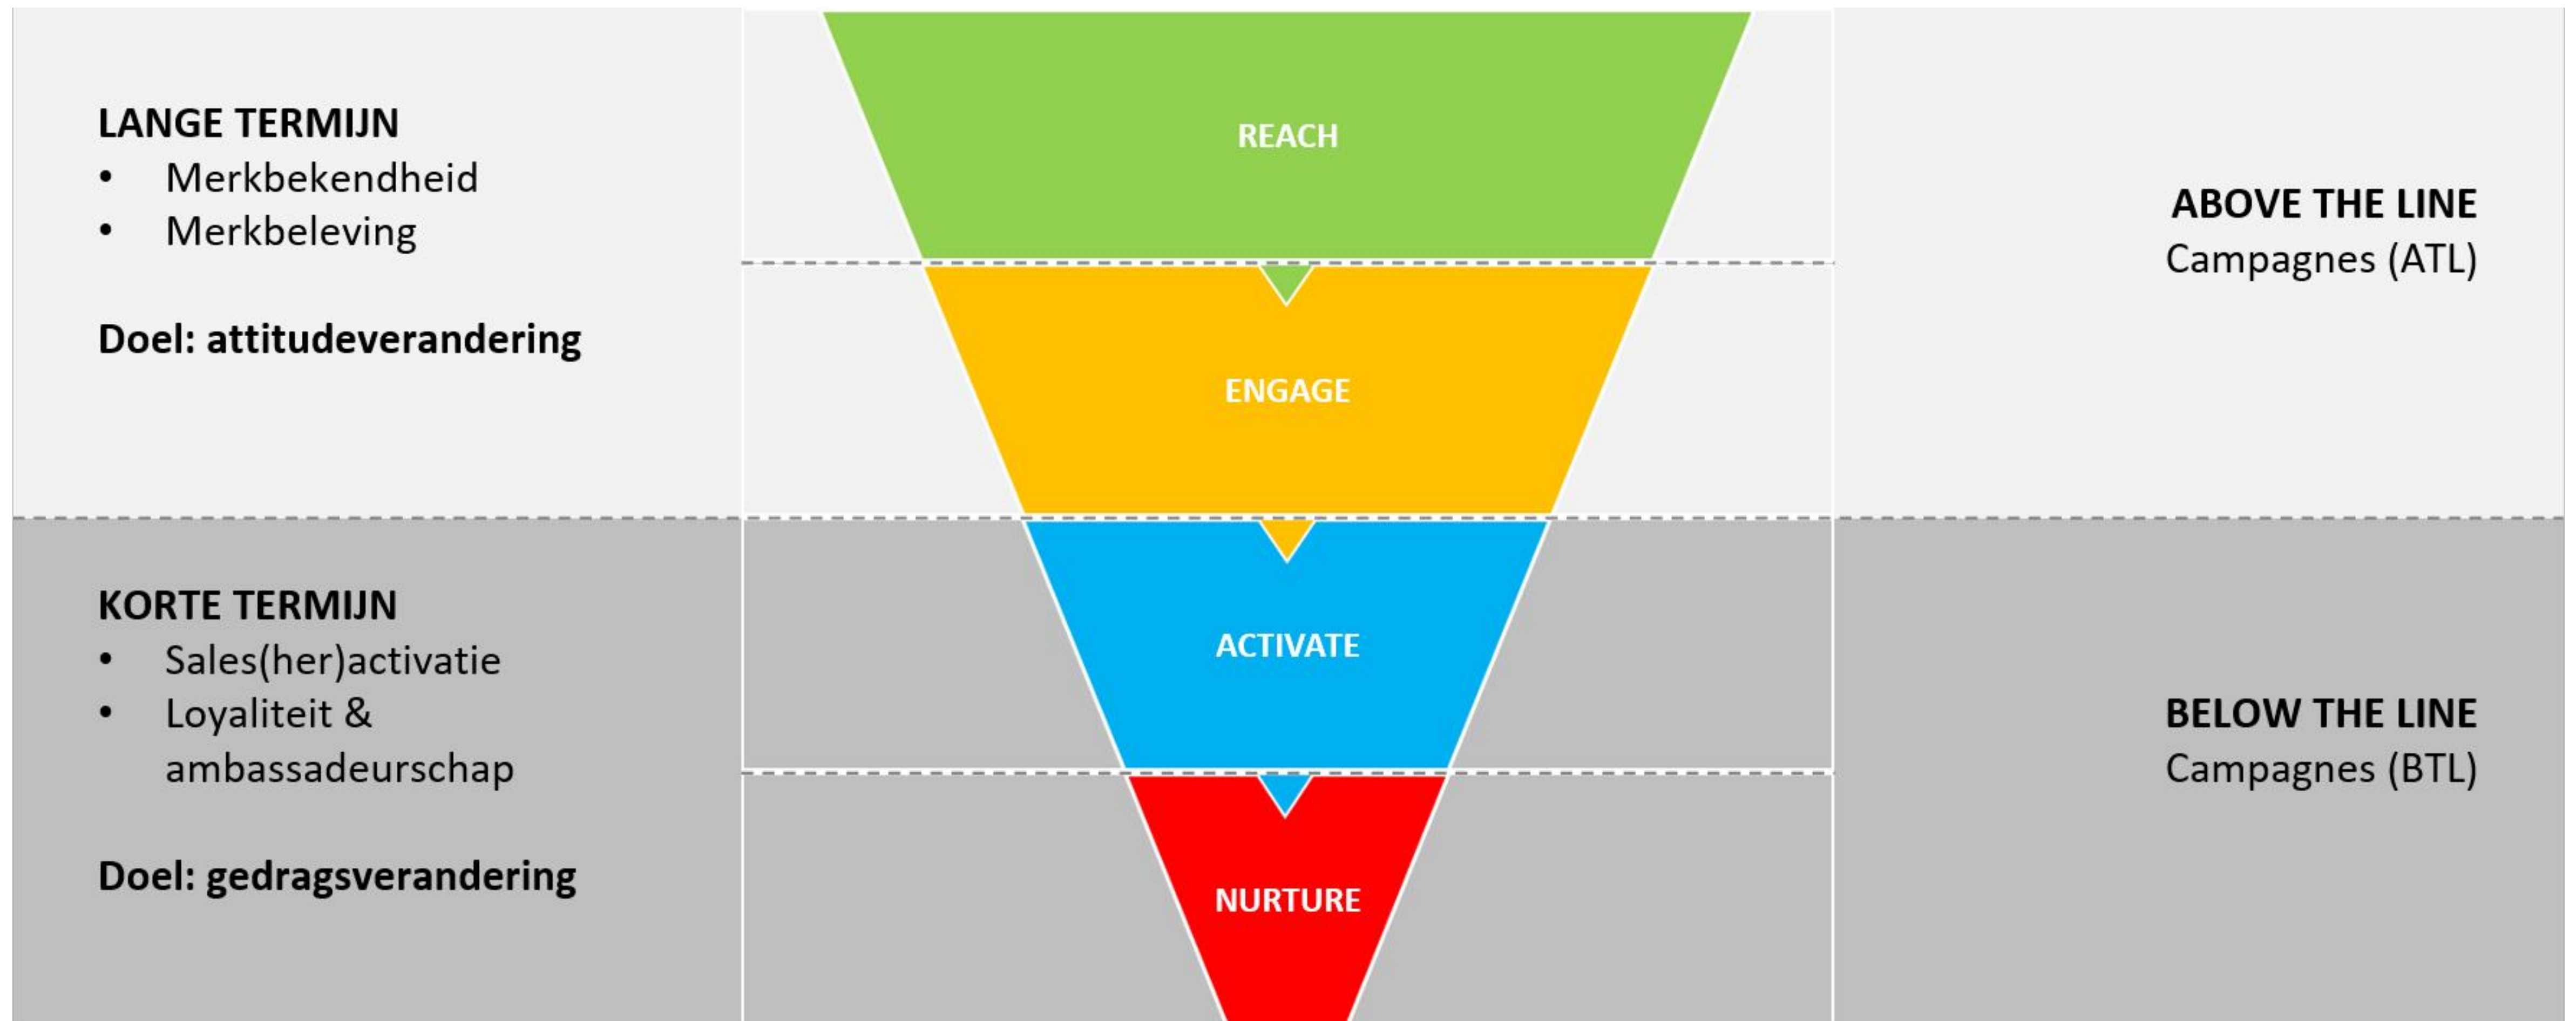 LANGE TERMIJN
• Merkbekendheid
• Merkbeleving
Doel: attitudeverandering
REACH
ENGAGE
ABOVE THE LINE
Campagnes (ATL)
KORTE TERMIJN
• Sales(her)activatie
• Loyaliteit &
ambassadeurschap
Doel: gedragsverandering
ACTIVATE
NURTURE
BELOW THE LINE
Campagnes (BTL)